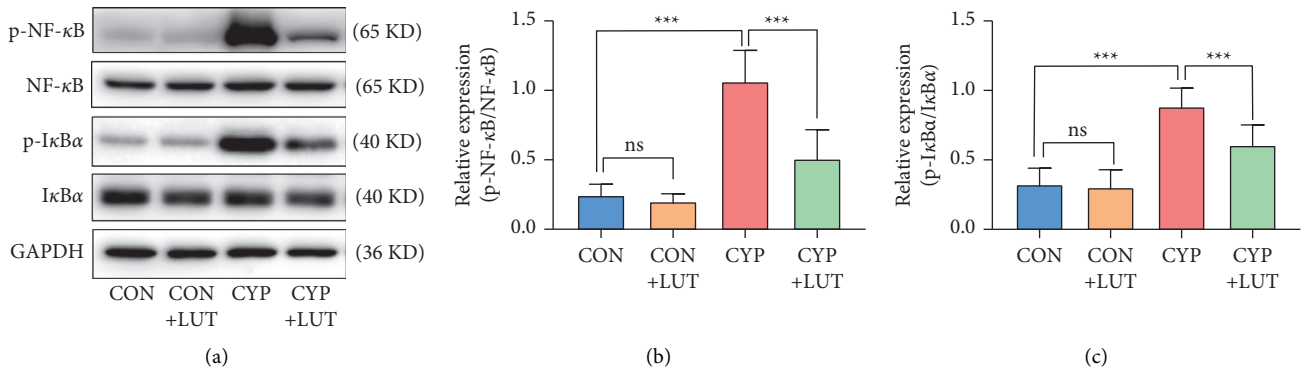 p-NF-κB (65 KD)
NF-κB (65 KD)
p-IκBα (40 KD)
IκBα (40 KD)
GAPDH (36 KD)
CON CON CYP CYP
+LUT +LUT
(a)
Relative expression
(p-NF-κB/NF-κB)
1.5
1.0
0.5
0.0
***
***
ns
CON CON CYP CYP
+LUT +LUT
(b)
Relative expression
(p-IκBα/IκBα)
1.5
1.0
0.5
0.0
***
***
ns
CON CON CYP CYP
+LUT +LUT
(c)